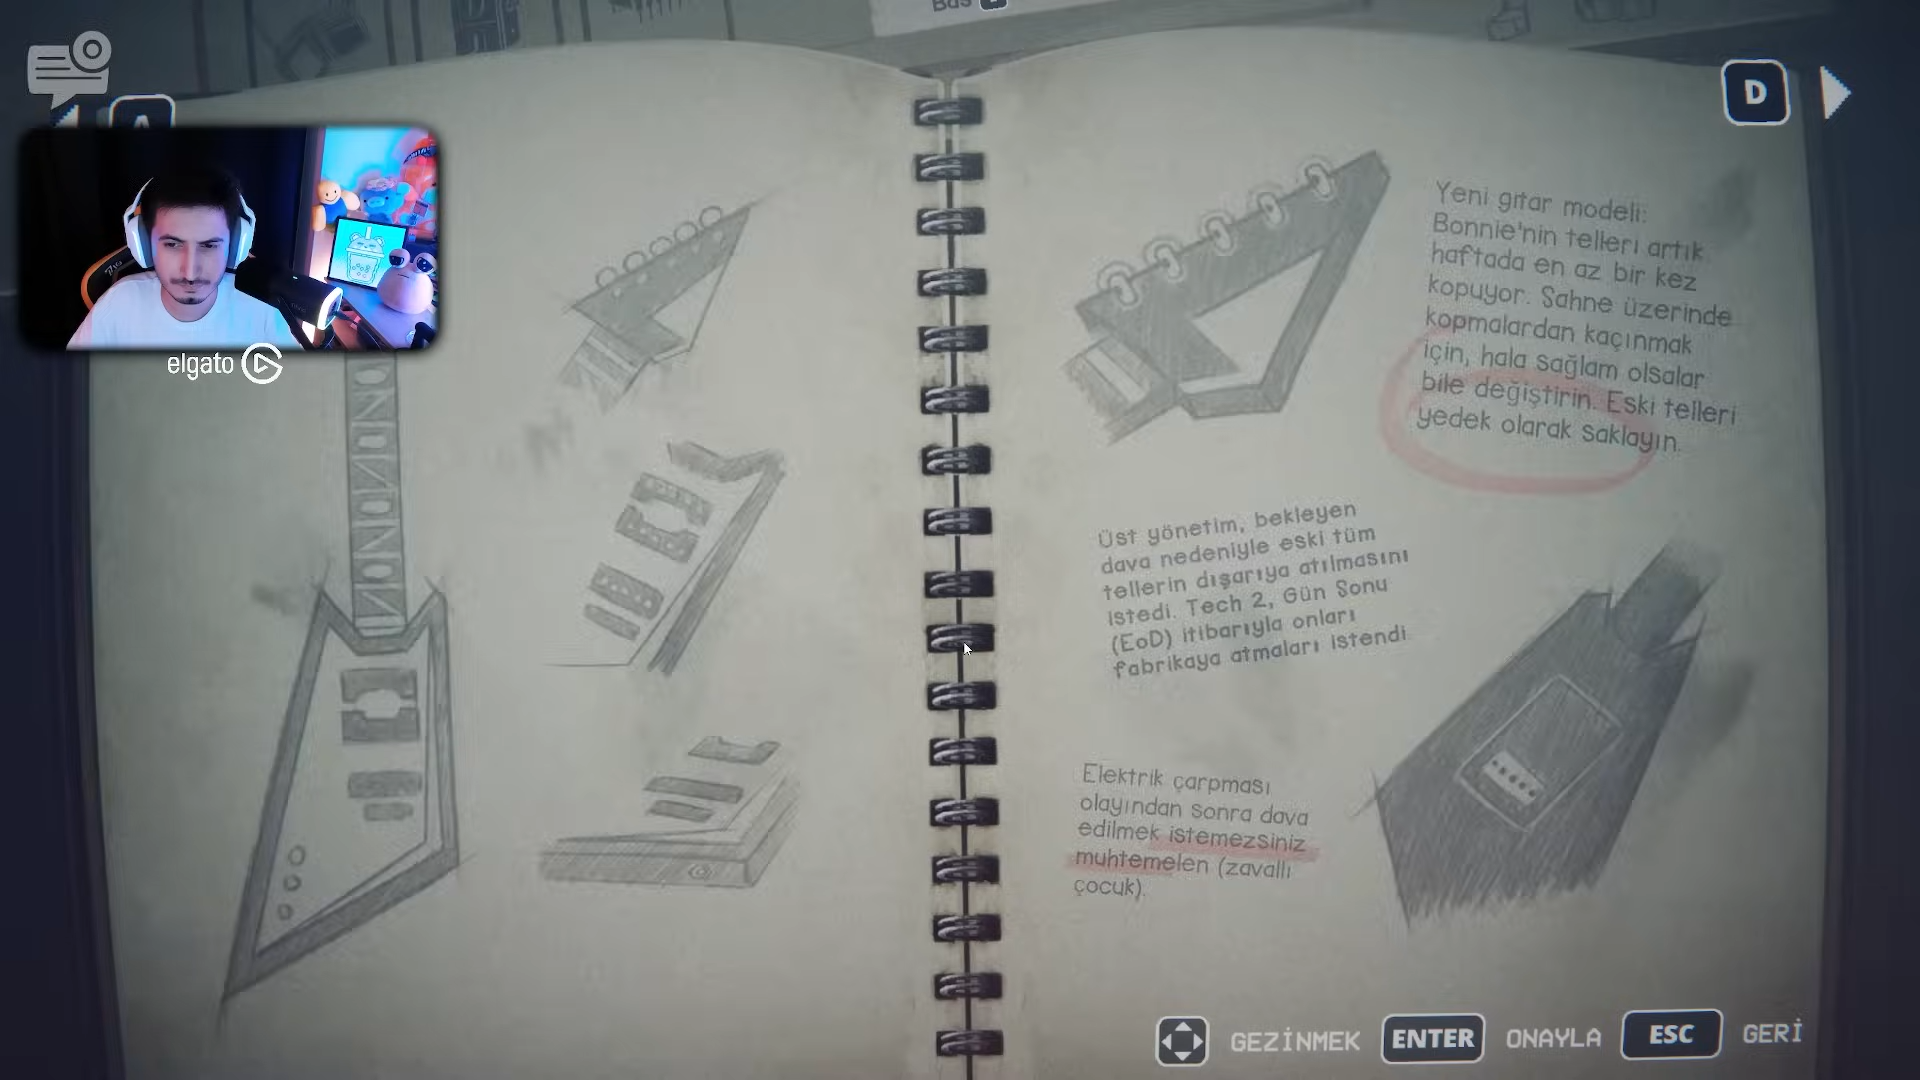 Bas E
D
A
elgato
Yeni gıtar modeli:
Bonnie'nin telleri artık
haftada en az bir kez
kopuyor. Sahne üzerinde
kopmalardan kaçınmak
için, hala sağlam olsalar
bile değiştirin. Eski telleri
yedek olarak saklayın.
Üst yönetim, bekleyen
dava nedeniyle eski tüm
tellerin dışarıya atılmasını
istedi. Tech 2, Gün Sonu
(EoD) itibarıyla onları
fabrikaya atmaları istendi
Elektrik çarpması
olayından sonra dava
edilmek istemezsiniz
muhtemelen (zavallı
çocuk).
GEZİNMEK ENTER ONAYLA ESC GERİ